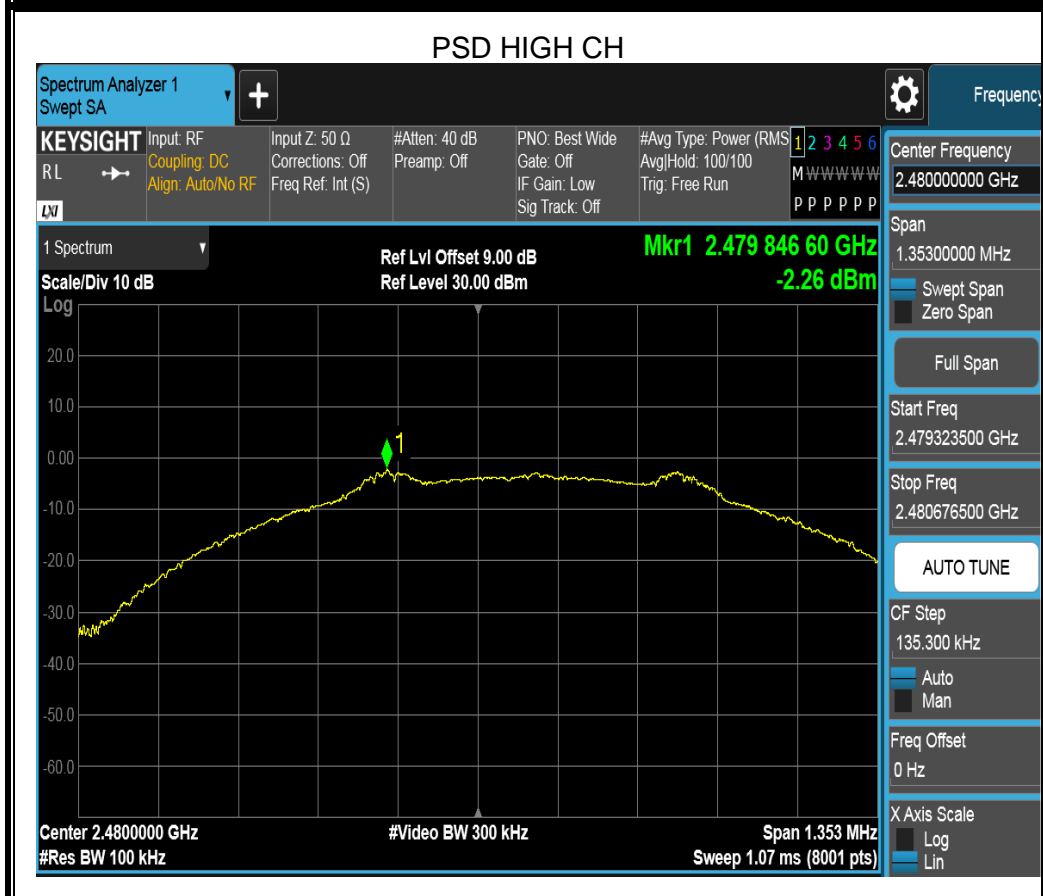 PSD HIGH CH
Spectrum Analyzer 1
Swept SA
+
Frequency
KEYSIGHT
RL
LXI
Input: RF
Coupling: DC
Align: Auto/No RF
Input Z: 50 Ω
Corrections: Off
Freq Ref: Int (S)
#Atten: 40 dB
Preamp: Off
PNO: Best Wide
Gate: Off
IF Gain: Low
Sig Track: Off
#Avg Type: Power (RMS
Avg|Hold: 100/100
Trig: Free Run
1 2 3 4 5 6
M W W W W W
P P P P P P
1 Spectrum
Scale/Div 10 dB
Ref Lvl Offset 9.00 dB
Ref Level 30.00 dBm
Mkr1 2.479 846 60 GHz
-2.26 dBm
Log
20.0
10.0
0.00
-10.0
-20.0
-30.0
-40.0
-50.0
-60.0
1
Center 2.4800000 GHz
#Res BW 100 kHz
#Video BW 300 kHz
Span 1.353 MHz
Sweep 1.07 ms (8001 pts)
Center Frequency
2.480000000 GHz
Span
1.35300000 MHz
Swept Span
Zero Span
Full Span
Start Freq
2.479323500 GHz
Stop Freq
2.480676500 GHz
AUTO TUNE
CF Step
135.300 kHz
Auto
Man
Freq Offset
0 Hz
X Axis Scale
Log
Lin